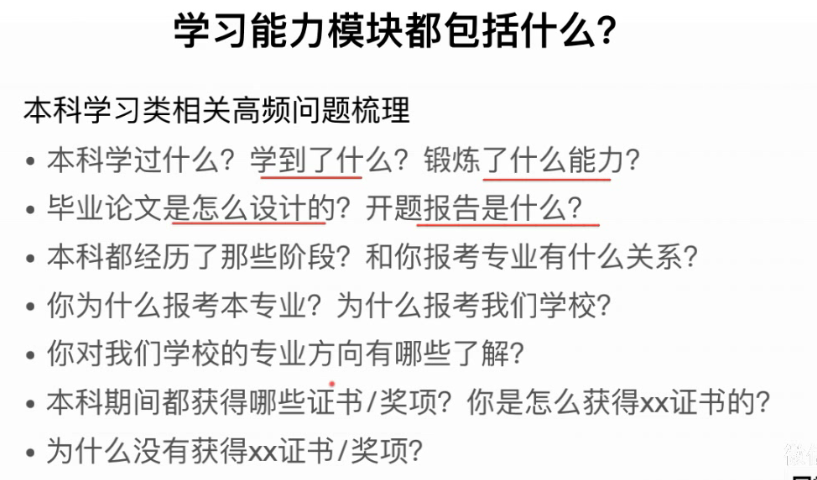 学习能力模块都包括什么?
本科学习类相关高频问题梳理
• 本科学过什么？学到了什么？锻炼了什么能力?
• 毕业论文是怎么设计的？开题报告是什么?
• 本科都经历了那些阶段？和你报考专业有什么关系?
• 你为什么报考本专业？为什么报考我们学校?
• 你对我们学校的专业方向有哪些了解?
• 本科期间都获得哪些证书/奖项？你是怎么获得xx证书的?
• 为什么没有获得xx证书/奖项?